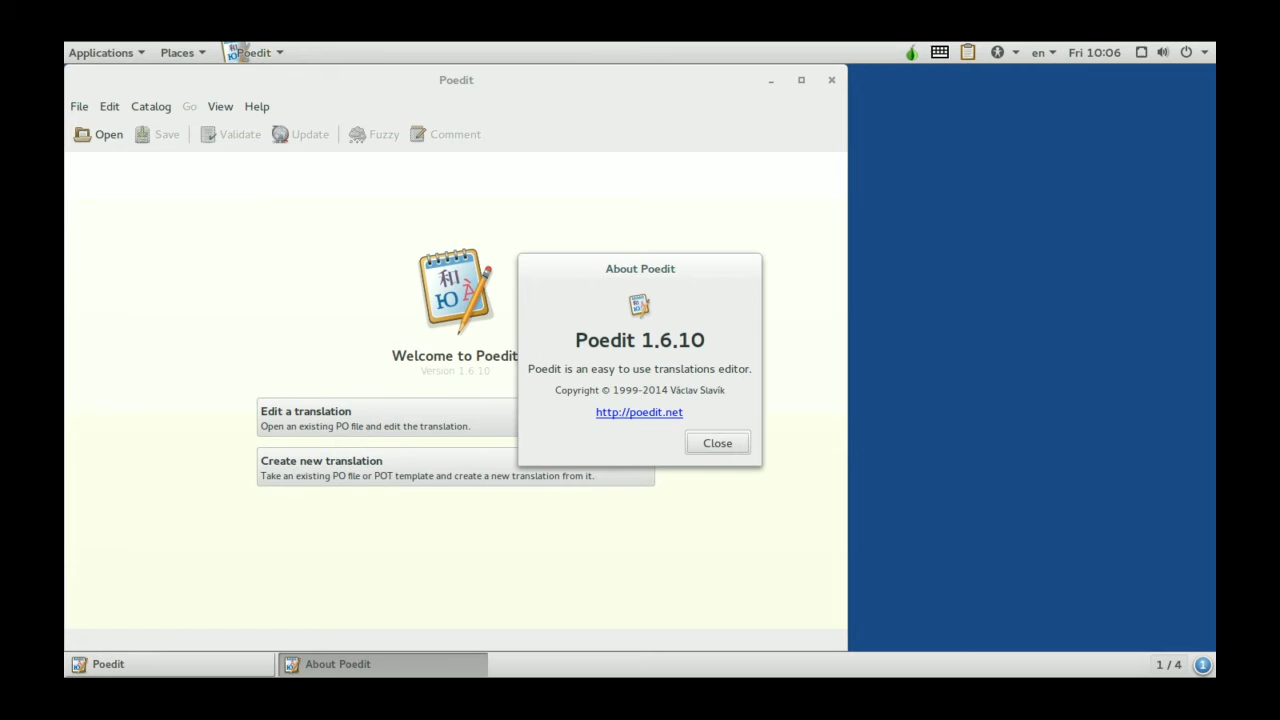 Applications Places Poedit en Fri 10:06
Poedit
File Edit Catalog Go View Help
Open Save Validate Update Fuzzy Comment
和
Ю À
Welcome to Poedit
Version 1.6.10
Edit a translation
Open an existing PO file and edit the translation.
Create new translation
Take an existing PO file or POT template and create a new translation from it.
About Poedit
Poedit 1.6.10
Poedit is an easy to use translations editor.
Copyright © 1999-2014 Václav Slavík
http://poedit.net
Close
Poedit About Poedit 1 / 4 1